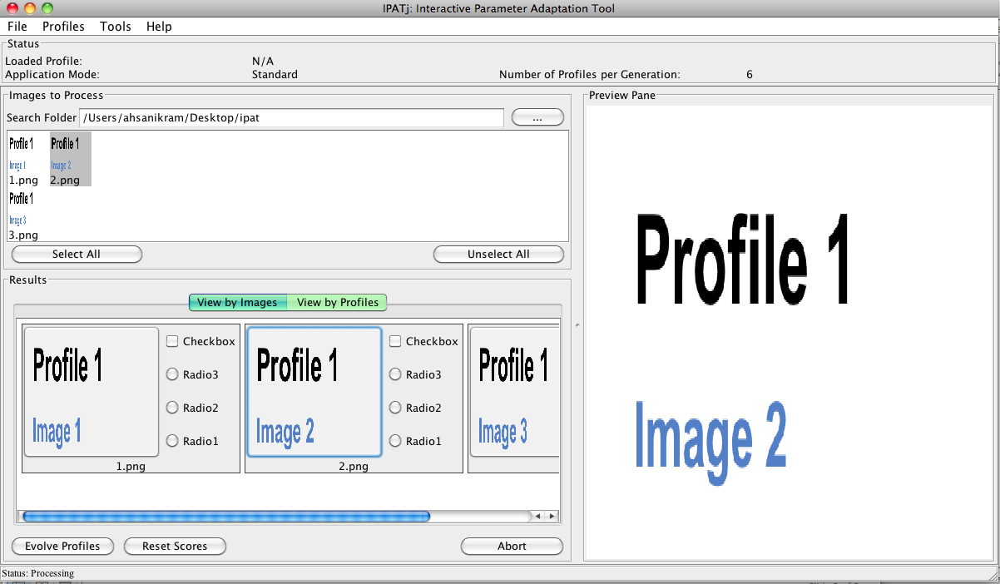 IPATj: Interactive Parameter Adaptation Tool
File Profiles Tools Help
Status
Loaded Profile: N/A
Application Mode: Standard Number of Profiles per Generation: 6
Images to Process
Search Folder /Users/ahsanikram/Desktop/ipat ...
Profile 1 Profile 1
Image 1 Image 2
1.png 2.png
Profile 1
Image 3
3.png
Select All Unselect All
Results
View by Images View by Profiles
Profile 1
Image 1
Checkbox
Radio3
Radio2
Radio1
1.png
Profile 1
Image 2
Checkbox
Radio3
Radio2
Radio1
2.png
Profile 1
Image 3
Evolve Profiles Reset Scores Abort
Preview Pane
Profile 1
Image 2
Status: Processing